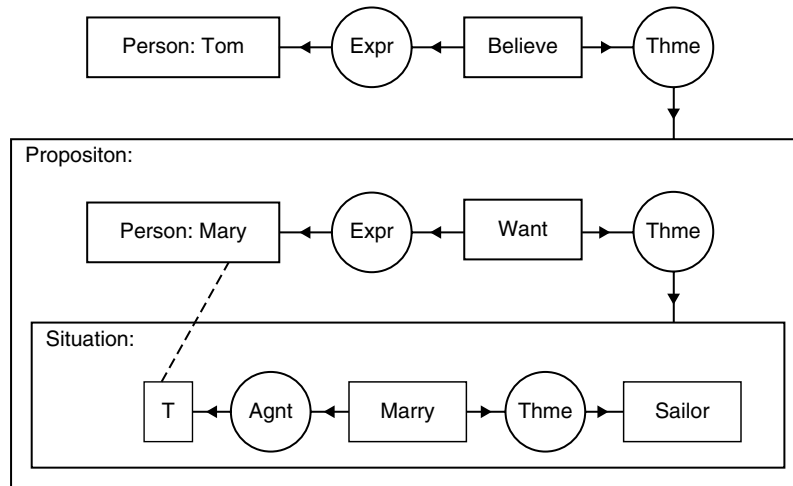 Person: Tom Expr Believe Thme
Propositon:
Person: Mary Expr Want Thme
Situation:
T Agnt Marry Thme Sailor